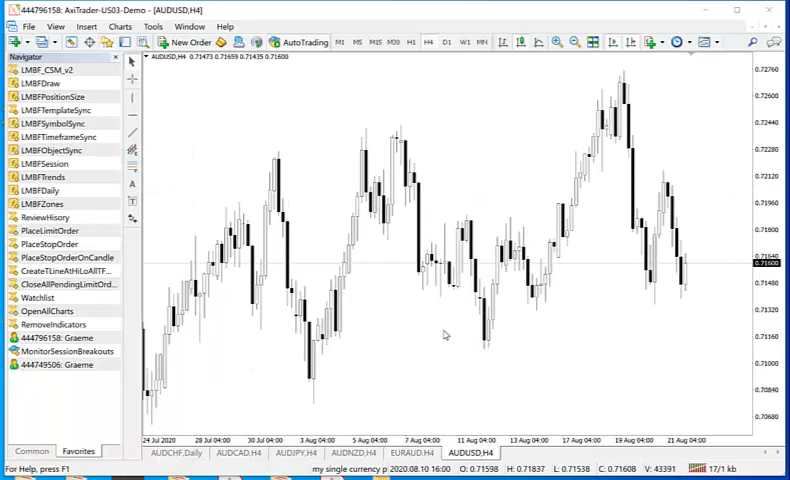 444796158: AxiTrader-US03-Demo - [AUDUSD,H4]
File View Insert Charts Tools Window Help
New Order AutoTrading M1 M5 M15 M30 H1 H4 D1 W1 MN
Navigator
LMBF_CSM_v2
LMBFDraw
LMBFPositionSize
LMBFTemplateSync
LMBFSymbolSync
LMBFTimeframeSync
LMBFObjectSync
LMBFSession
LMBFTrends
LMBFDaily
LMBFZones
ReviewHisory
PlaceLimitOrder
PlaceStopOrder
PlaceStopOrderOnCandle
CreateTLineAtHiLoAllTF...
CloseAllPendingLimitOrd...
Watchlist
OpenAllCharts
RemoveIndicators
444796158: Graeme
MonitorSessionBreakouts
444749506: Graeme
Common Favorites
A
T
AUDUSD,H4 0.71473 0.71659 0.71435 0.71600
0.72760
0.72600
0.72440
0.72280
0.72120
0.71960
0.71800
0.71640
0.71600
0.71480
0.71320
0.71160
0.71000
0.70840
0.70680
24 Jul 2020 28 Jul 04:00 30 Jul 04:00 3 Aug 04:00 5 Aug 04:00 7 Aug 04:00 11 Aug 04:00 13 Aug 04:00 17 Aug 04:00 19 Aug 04:00 21 Aug 04:00
AUDCHF,Daily AUDCAD,H4 AUDJPY,H4 AUDNZD,H4 EURAUD,H4 AUDUSD,H4
For Help, press F1 my single currency p 2020.08.10 16:00 O: 0.71598 H: 0.71837 L: 0.71538 C: 0.71608 V: 43391 17/1 kb